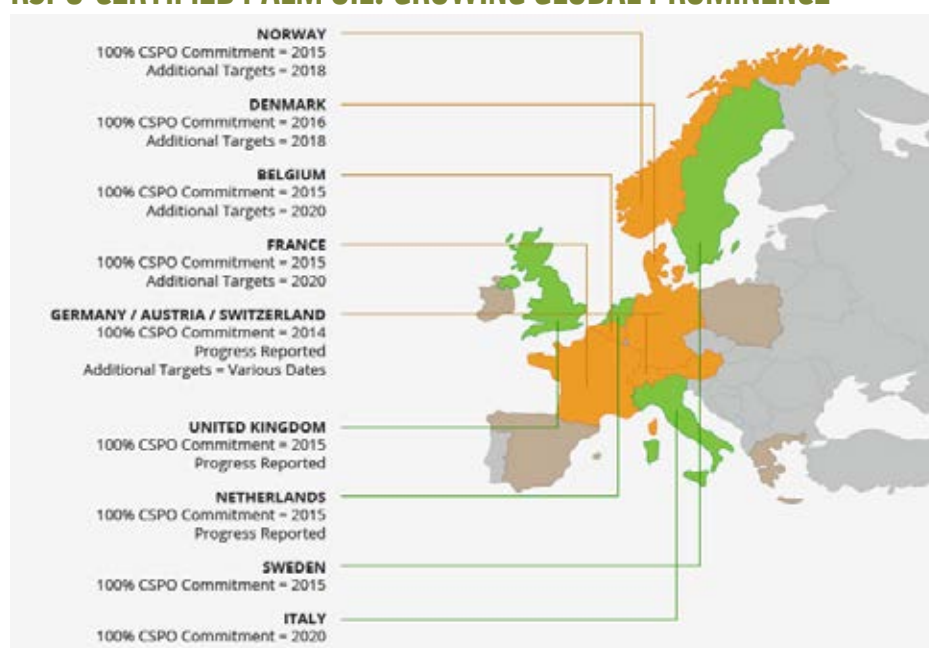 RSPO-CERTIFIED PALM OIL: GROWING GLOBAL PROMINENCE
NORWAY
100% CSPO Commitment = 2015
Additional Targets = 2018
DENMARK
100% CSPO Commitment = 2016
Additional Targets = 2018
BELGIUM
100% CSPO Commitment = 2015
Additional Targets = 2020
FRANCE
100% CSPO Commitment = 2015
Additional Targets = 2020
GERMANY / AUSTRIA / SWITZERLAND
100% CSPO Commitment = 2014
Progress Reported
Additional Targets = Various Dates
UNITED KINGDOM
100% CSPO Commitment = 2015
Progress Reported
NETHERLANDS
100% CSPO Commitment = 2015
Progress Reported
SWEDEN
100% CSPO Commitment = 2015
ITALY
100% CSPO Commitment = 2020